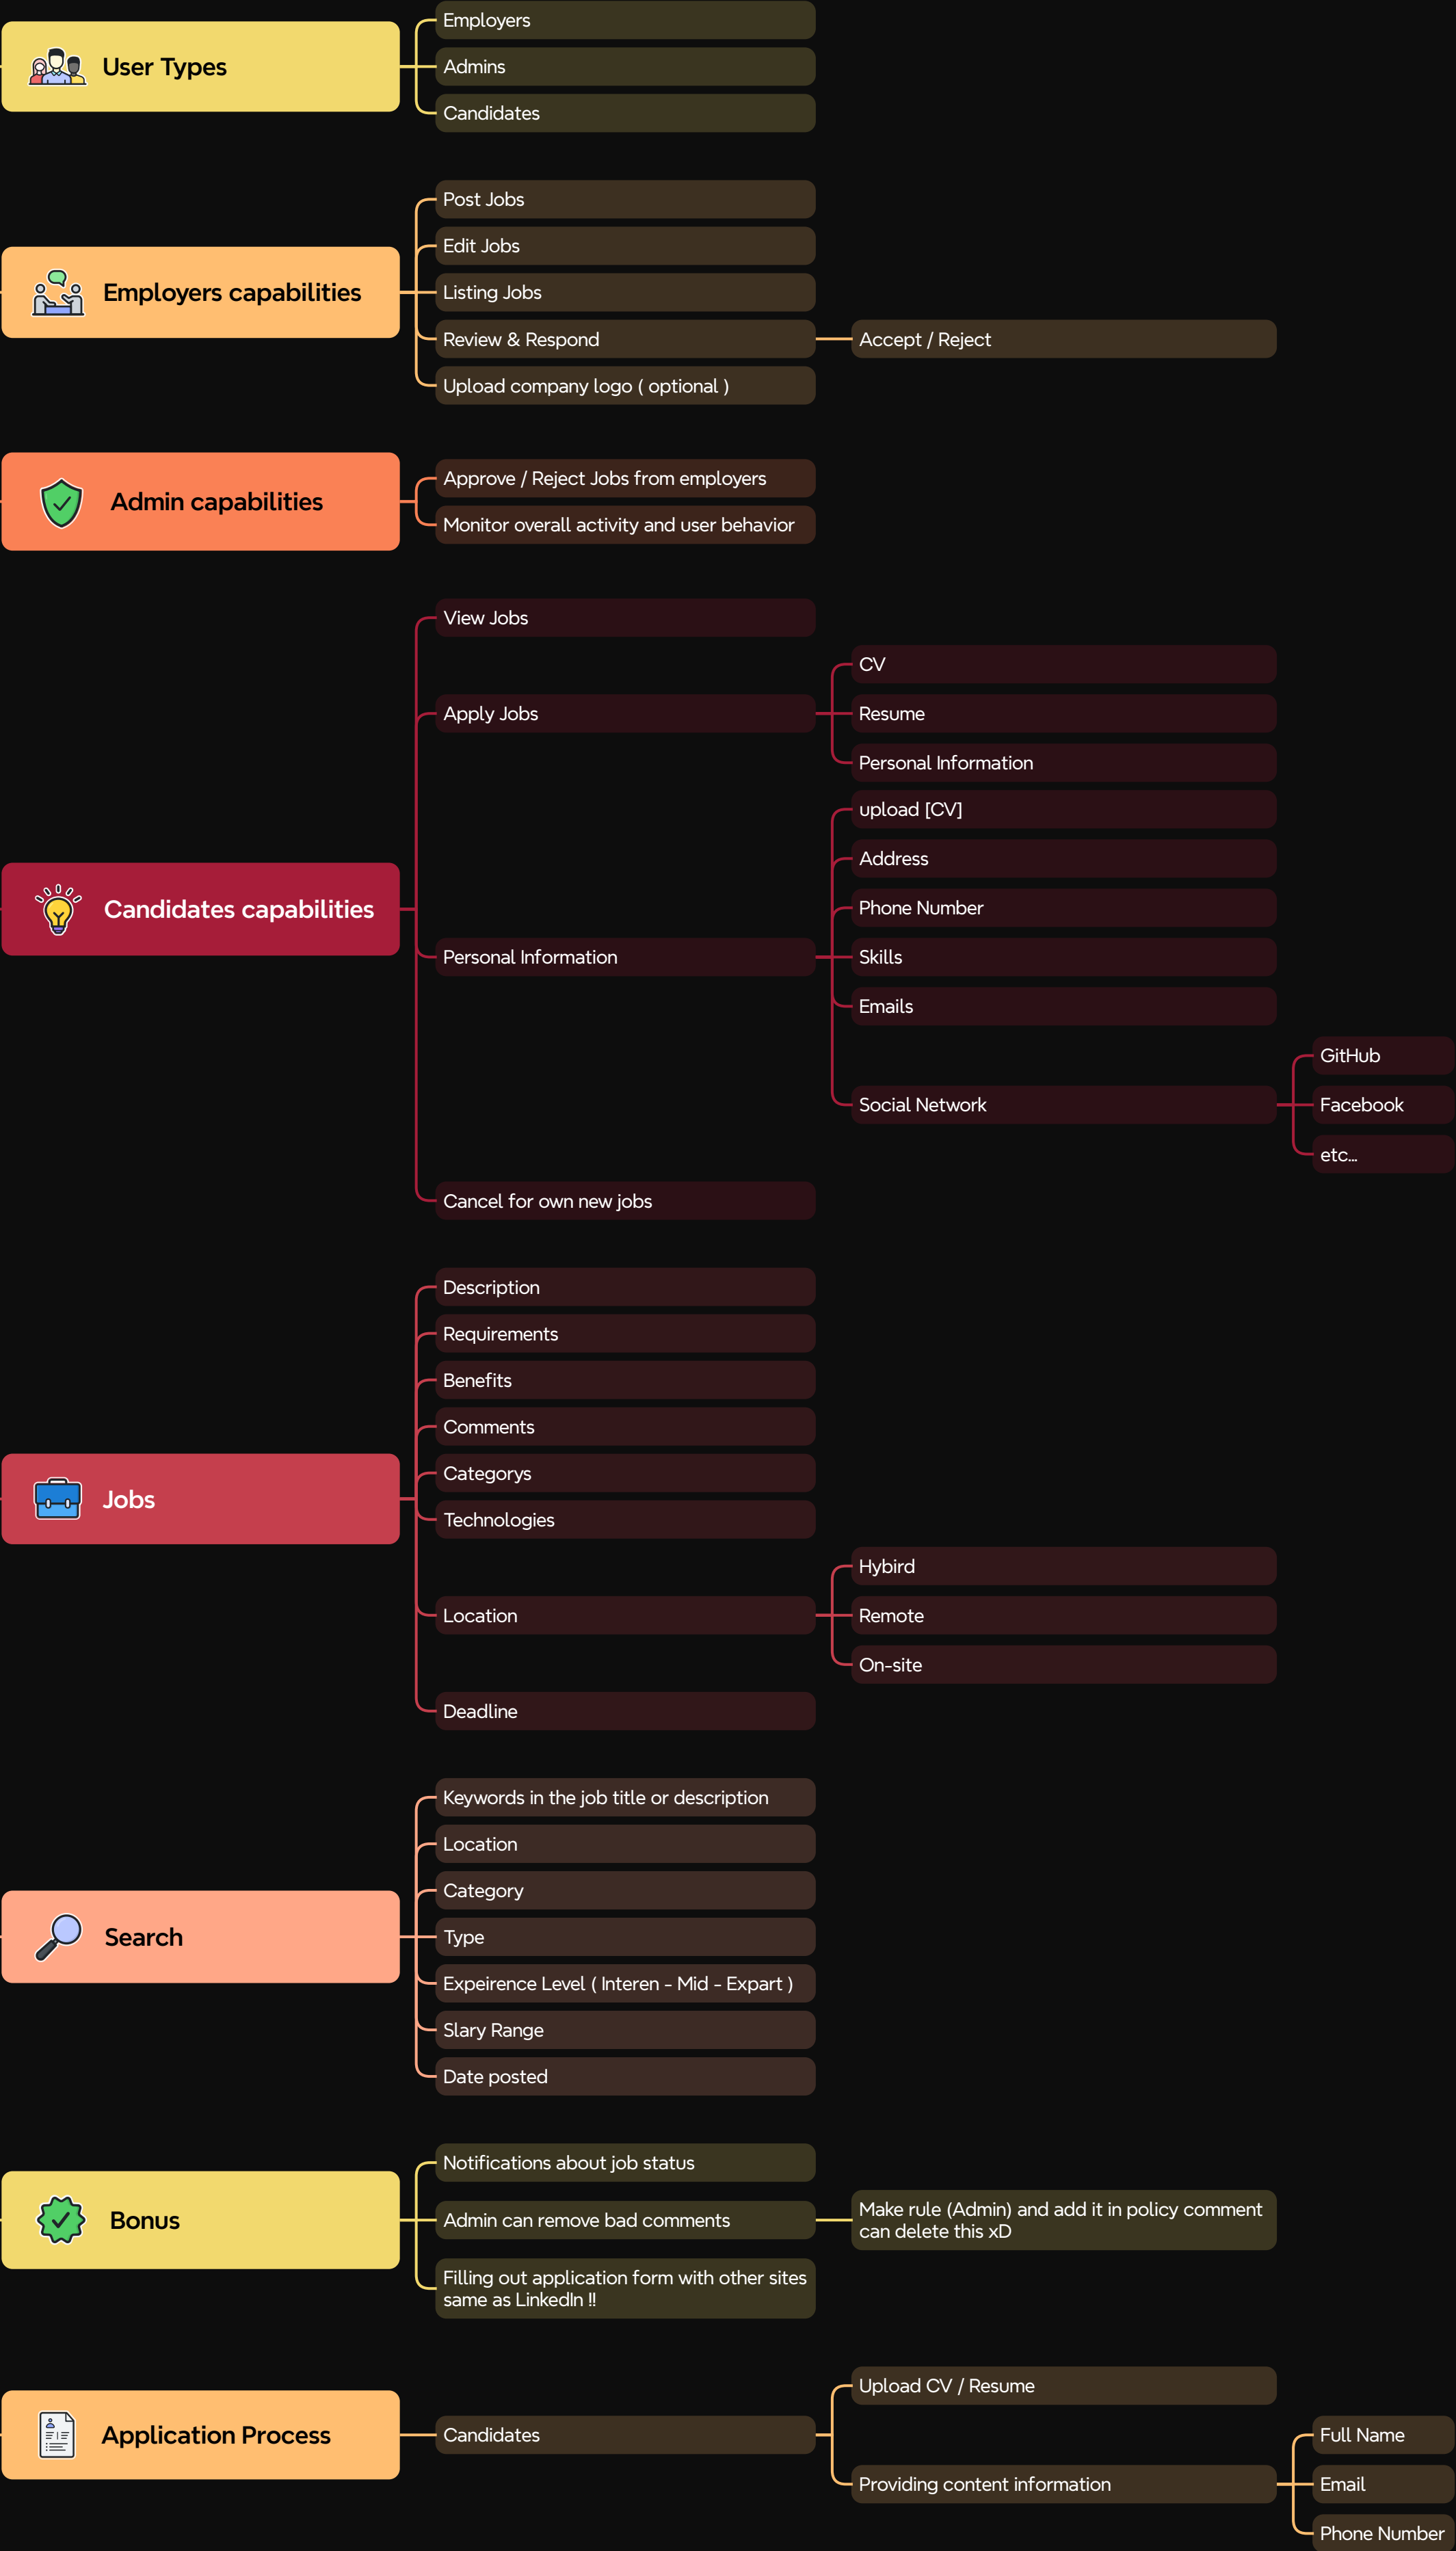 User Types
Employers
Admins
Candidates
Employers capabilities
Post Jobs
Edit Jobs
Listing Jobs
Review & Respond
Accept / Reject
Upload company logo ( optional )
Admin capabilities
Approve / Reject Jobs from employers
Monitor overall activity and user behavior
Candidates capabilities
View Jobs
Apply Jobs
CV
Resume
Personal Information
Personal Information
upload [CV]
Address
Phone Number
Skills
Emails
Social Network
GitHub
Facebook
etc...
Cancel for own new jobs
Jobs
Description
Requirements
Benefits
Comments
Categorys
Technologies
Location
Hybird
Remote
On-site
Deadline
Search
Keywords in the job title or description
Location
Category
Type
Expeirence Level ( Interen - Mid - Expart )
Slary Range
Date posted
Bonus
Notifications about job status
Admin can remove bad comments
Make rule (Admin) and add it in policy comment
can delete this xD
Filling out application form with other sites
same as LinkedIn !!
Application Process
Candidates
Upload CV / Resume
Providing content information
Full Name
Email
Phone Number